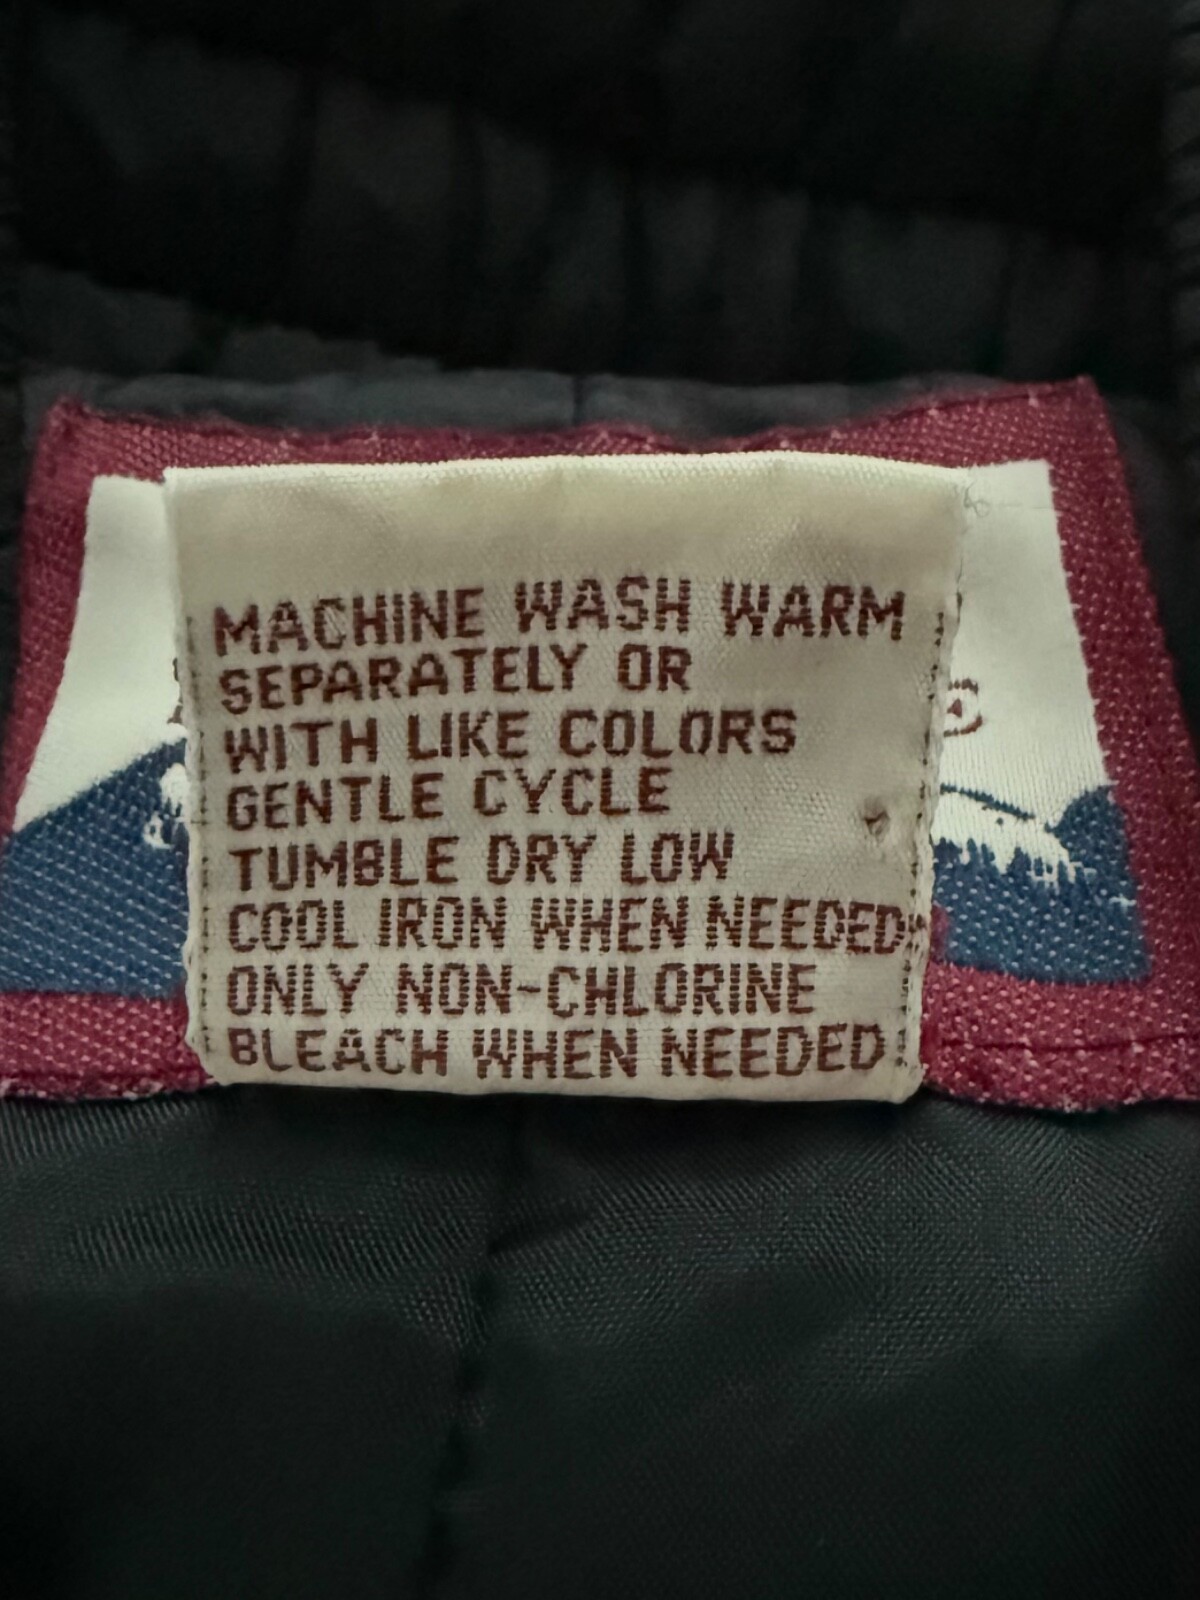 MACHINE WASH WARM
SEPARATELY OR
WITH LIKE COLORS
GENTLE CYCLE
TUMBLE DRY LOW
COOL IRON WHEN NEEDED
ONLY NON-CHLORINE
BLEACH WHEN NEEDED